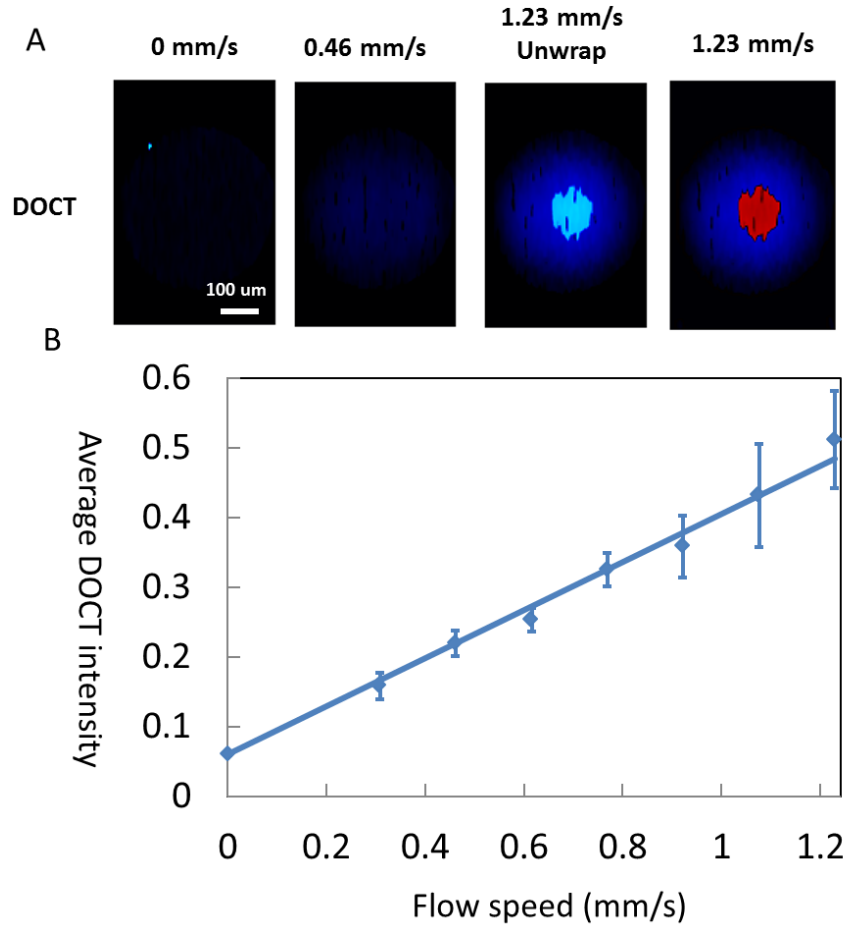 A
0 mm/s
0.46 mm/s
1.23 mm/s
Unwrap
1.23 mm/s
DOCT
100 um
B
0.6
0.5
0.4
0.3
0.2
0.1
0
Average DOCT intensity
0 0.2 0.4 0.6 0.8 1 1.2
Flow speed (mm/s)